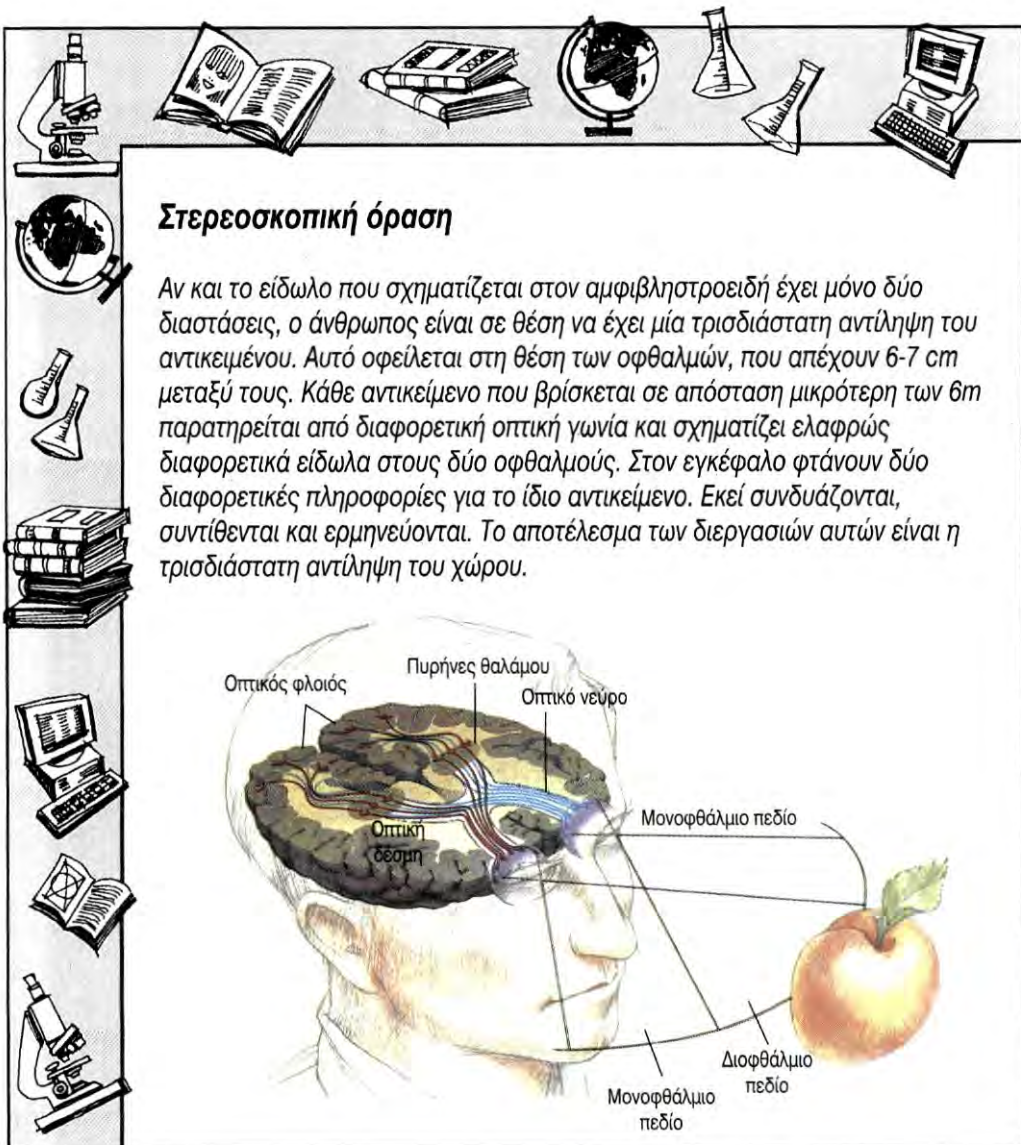 Στερεοσκοπική όραση
Αν και το είδωλο που σχηματίζεται στον αμφιβληστροειδή έχει μόνο δύο
διαστάσεις, ο άνθρωπος είναι σε θέση να έχει μία τρισδιάστατη αντίληψη του
αντικειμένου. Αυτό οφείλεται στη θέση των οφθαλμών, που απέχουν 6-7 cm
μεταξύ τους. Κάθε αντικείμενο που βρίσκεται σε απόσταση μικρότερη των 6m
παρατηρείται από διαφορετική οπτική γωνία και σχηματίζει ελαφρώς
διαφορετικά είδωλα στους δύο οφθαλμούς. Στον εγκέφαλο φτάνουν δύο
διαφορετικές πληροφορίες για το ίδιο αντικείμενο. Εκεί συνδυάζονται,
συντίθενται και ερμηνεύονται. Το αποτέλεσμα των διεργασιών αυτών είναι η
τρισδιάστατη αντίληψη του χώρου.
Πυρήνες θαλάμου
Οπτικός φλοιός
Οπτικό νεύρο
Μονοφθάλμιο πεδίο
Οπτική
δέσμη
Διοφθάλμιο
πεδίο
Μονοφθάλμιο
πεδίο